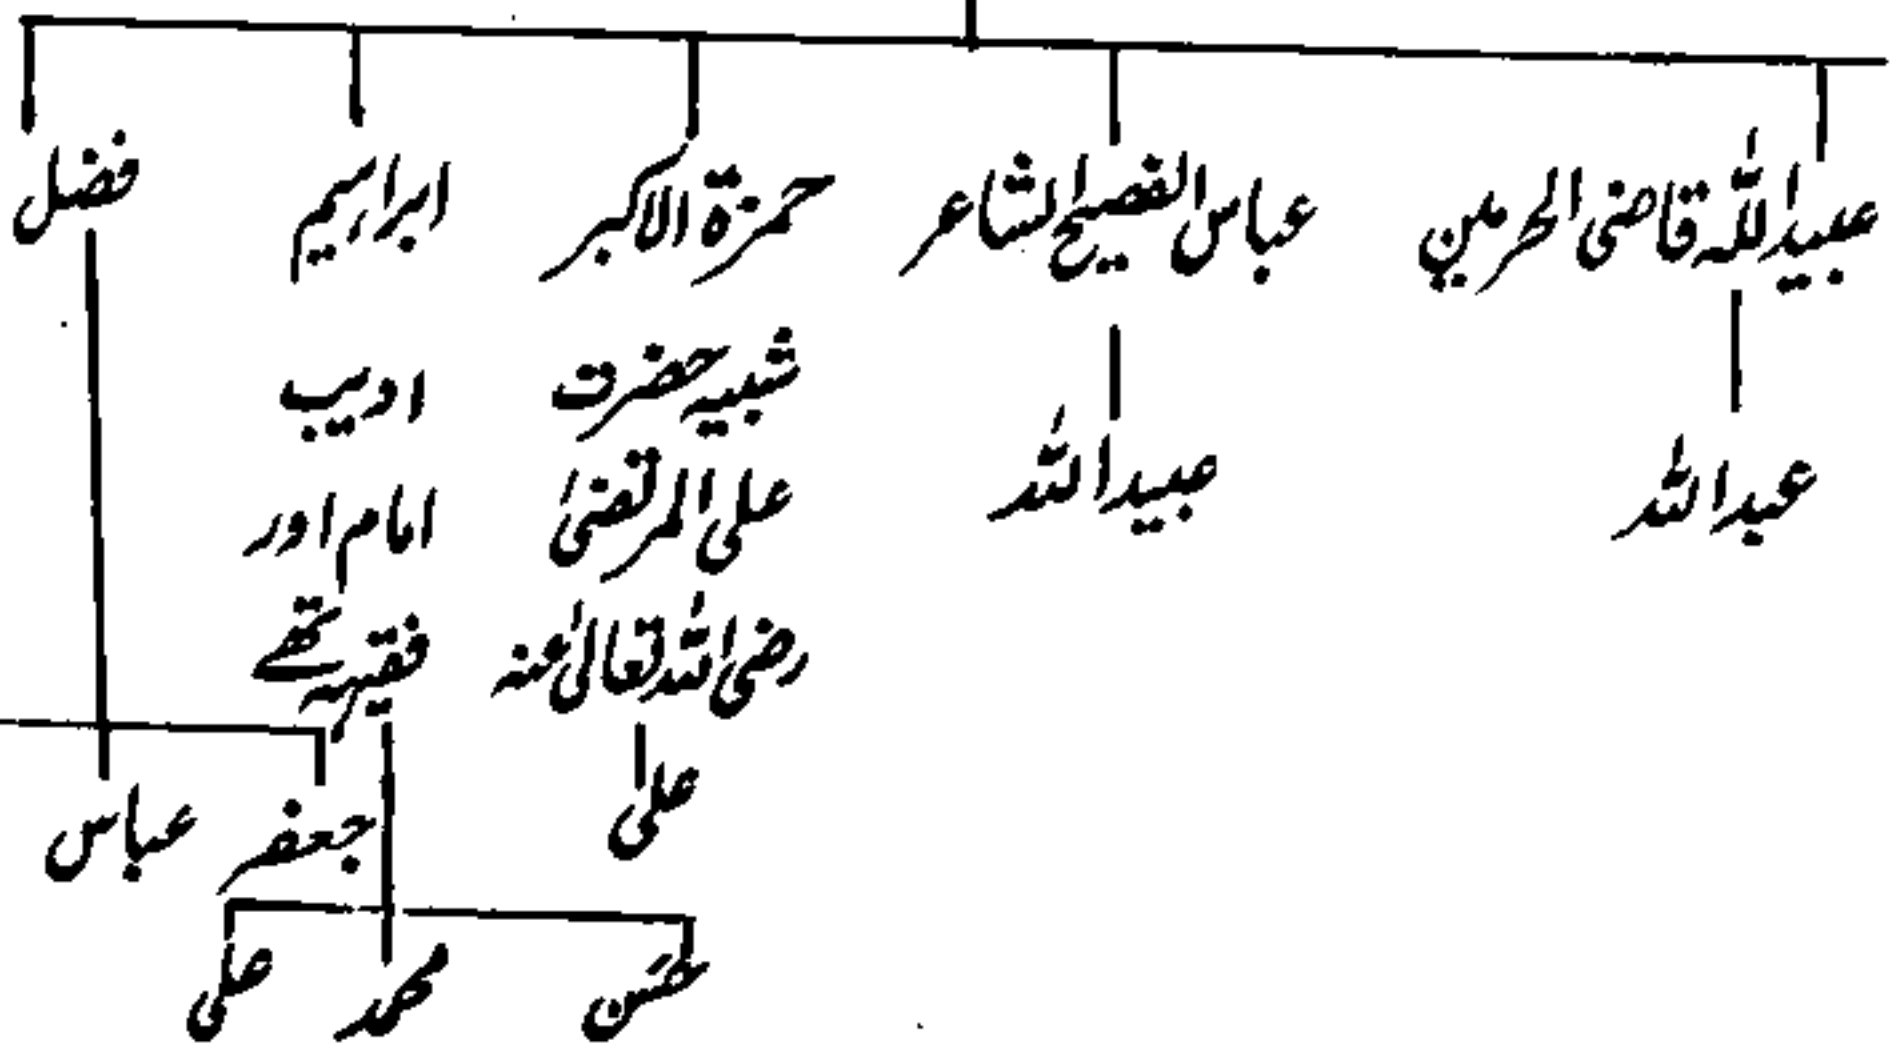 عبیداللہ قاضی الحرمین
عباس الفصیح الشاعر
حمزۃ الاکبر
ابراہیم
فضل
شبیہ حضرت
علی المرتضیٰ
رضی اللہ تعالیٰ عنہ
ادیب
امام اور
فقیہہ تھے
عبداللہ
عبیداللہ
علی
جعفر
عباس
حسن
محمد
علی